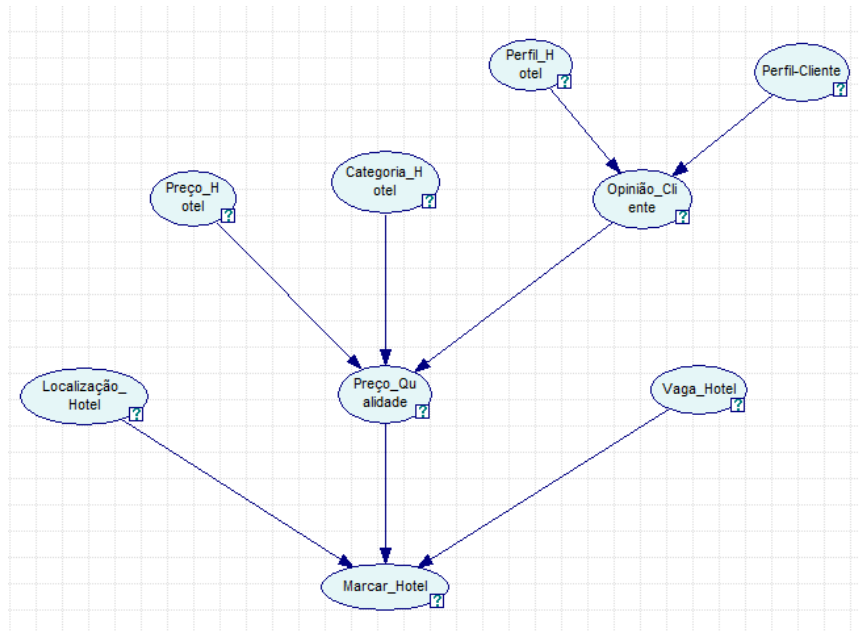 Perfil_H
otel
?
Perfil-Cliente
?
Categoria_H
otel
?
Preço_H
otel
?
Opinião_Cli
ente
?
Localização_
Hotel
?
Preço_Qu
alidade
?
Vaga_Hotel
?
Marcar_Hotel
?